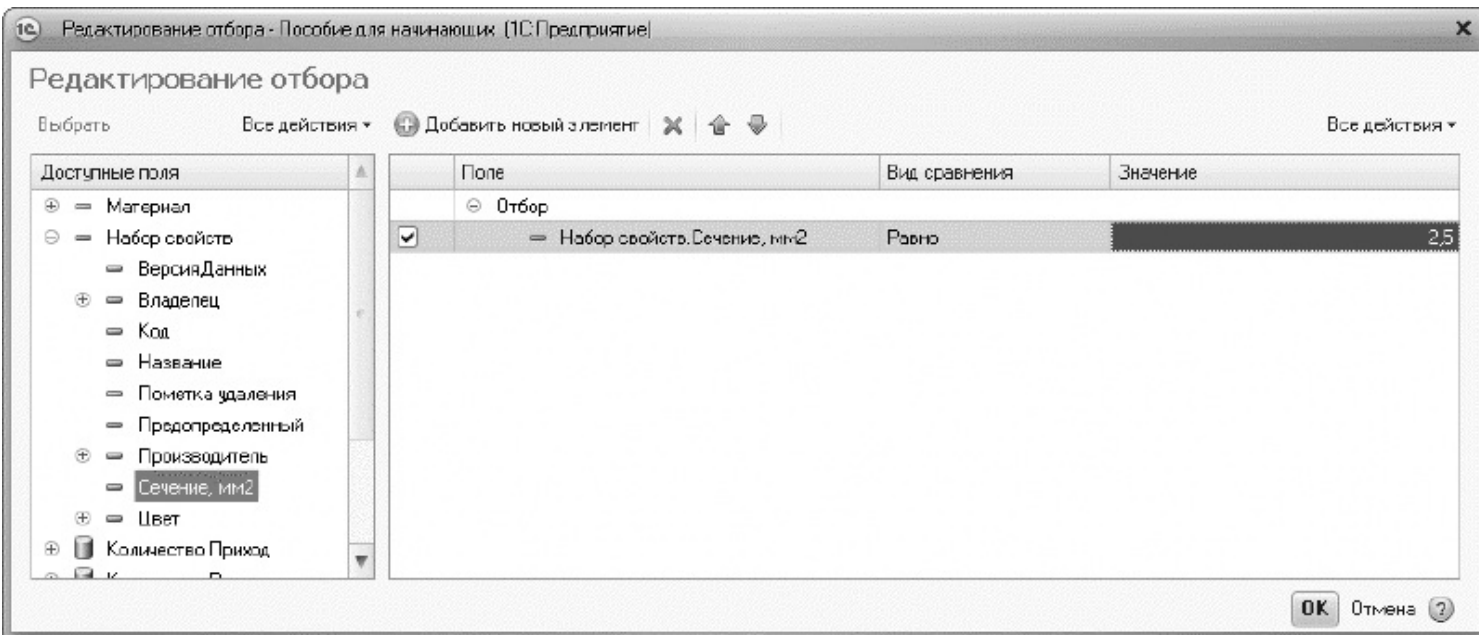 Редактирование отбора - Пособие для начинающих (1С:Предприятие)
Редактирование отбора
Выбрать Все действия Добавить новый элемент Все действия
Доступные поля
Материал
Набор свойств
ВерсияДанных
Владелец
Код
Название
Пометка удаления
Предопределенный
Производитель
Сечение, мм2
Цвет
Количество Приход
Поле Вид сравнения Значение
Отбор
Набор свойств.Сечение, мм2 Равно 2,5
OK Отмена ?